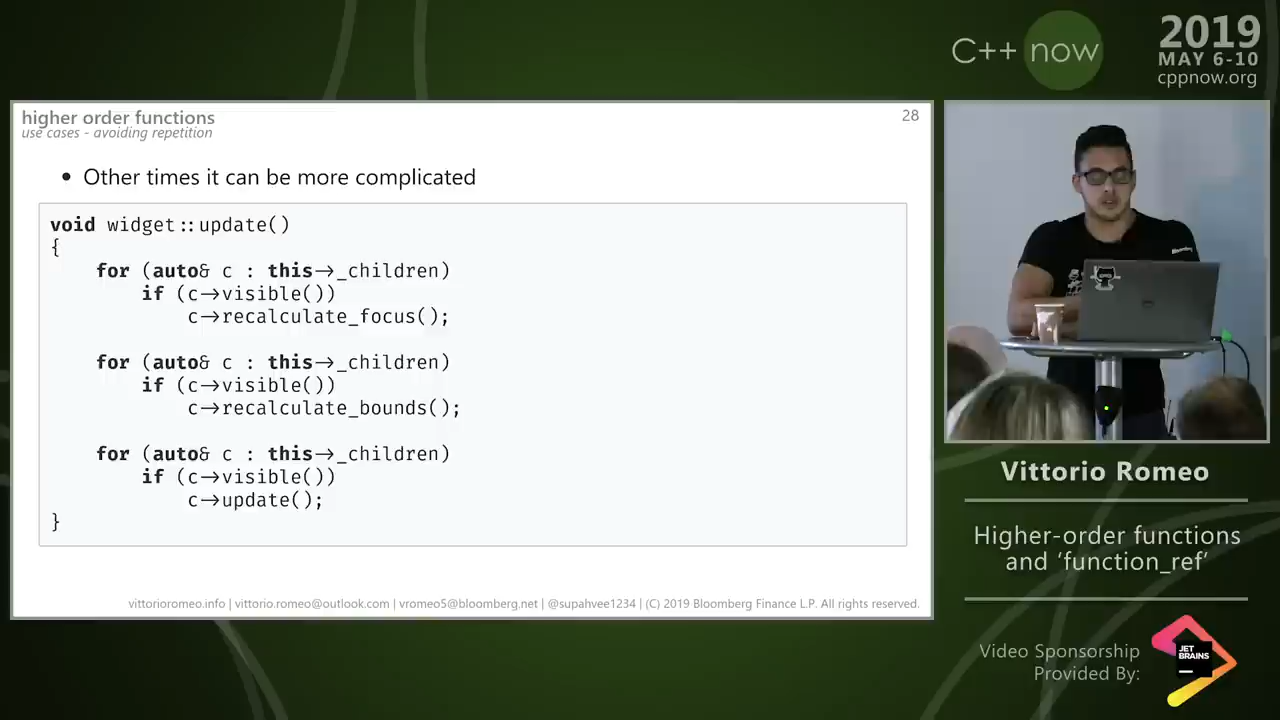 C++ now
2019
MAY 6-10
cppnow.org
higher order functions
28
use cases - avoiding repetition
• Other times it can be more complicated
void widget::update()
{
    for (auto& c : this->_children)
        if (c->visible())
            c->recalculate_focus();
    for (auto& c : this->_children)
        if (c->visible())
            c->recalculate_bounds();
    for (auto& c : this->_children)
        if (c->visible())
            c->update();
}
vittorioromeo.info | vittorio.romeo@outlook.com | vromeo5@bloomberg.net | @supahvee1234 | (C) 2019 Bloomberg Finance L.P. All rights reserved.
Bloomberg
Vittorio Romeo
Higher-order functions
and ‘function_ref’
Video Sponsorship
Provided By:
JET
BRAINS